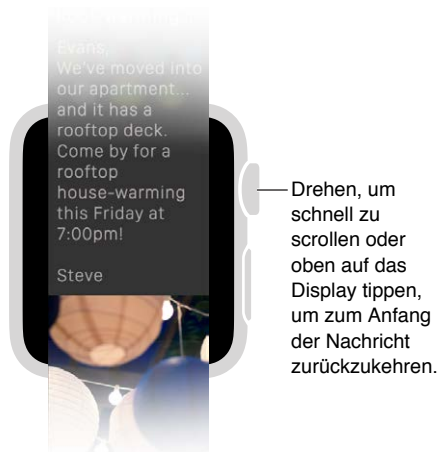 Evans,
We've moved into
our apartment...
and it has a
rooftop deck.
Come by for a
rooftop
house-warming
this Friday at
7:00pm!
Steve
Drehen, um
schnell zu
scrollen oder
oben auf das
Display tippen,
um zum Anfang
der Nachricht
zurückzukehren.